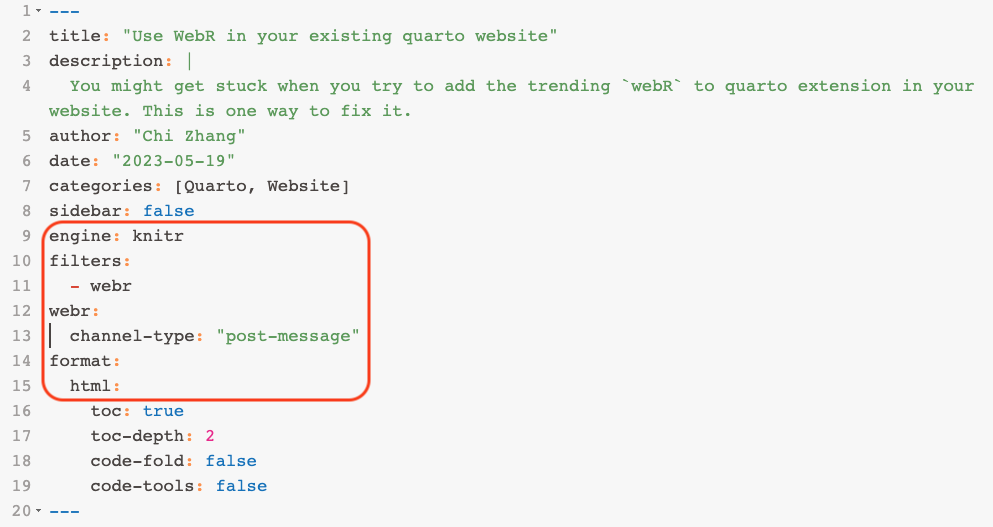 1 ---
2 title: "Use WebR in your existing quarto website"
3 description: |
4   You might get stuck when you try to add the trending `webR` to quarto extension in your
website. This is one way to fix it.
5 author: "Chi Zhang"
6 date: "2023-05-19"
7 categories: [Quarto, Website]
8 sidebar: false
9 engine: knitr
10 filters:
11   - webr
12 webr:
13   channel-type: "post-message"
14 format:
15   html:
16     toc: true
17     toc-depth: 2
18     code-fold: false
19     code-tools: false
20 ---